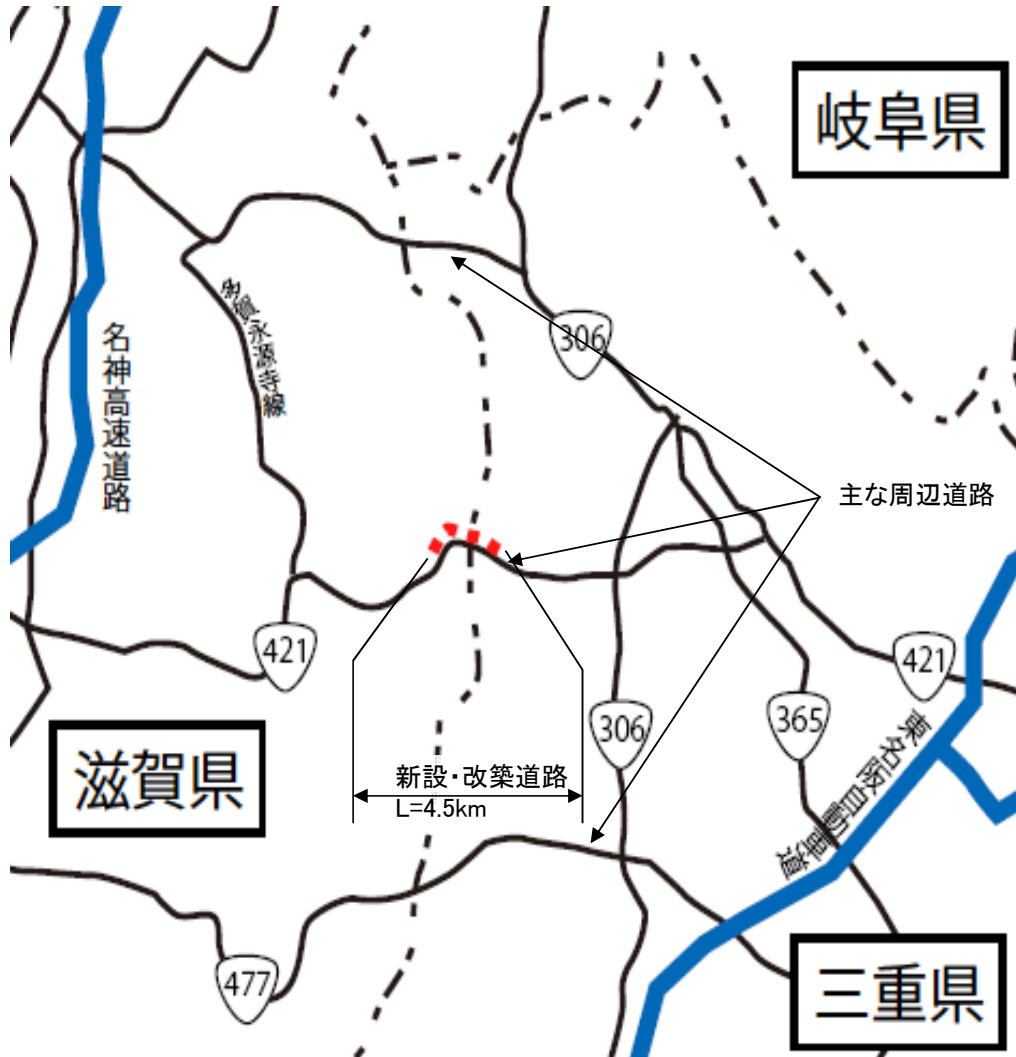 岐阜県
306
多賀永源寺線
名神高速道路
主な周辺道路
421
421
306
365
滋賀県
新設・改築道路
L=4.5km
東名阪自動車道
477
三重県